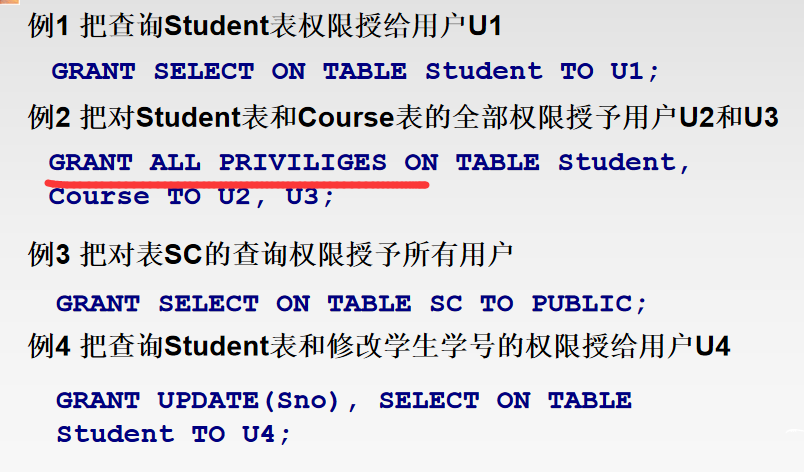 例1 把查询Student表权限授给用户U1
GRANT SELECT ON TABLE Student TO U1;
例2 把对Student表和Course表的全部权限授予用户U2和U3
GRANT ALL PRIVILIGES ON TABLE Student,
Course TO U2, U3;
例3 把对表SC的查询权限授予所有用户
GRANT SELECT ON TABLE SC TO PUBLIC;
例4 把查询Student表和修改学生学号的权限授给用户U4
GRANT UPDATE(Sno), SELECT ON TABLE
Student TO U4;